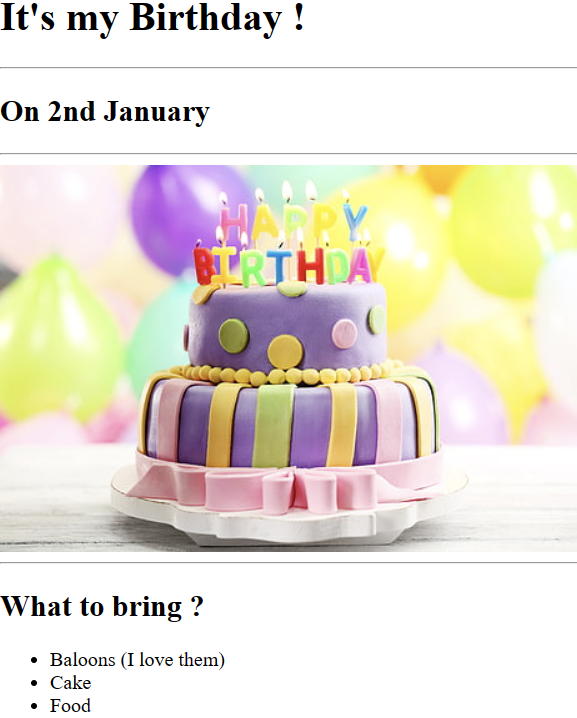 It's my Birthday !
On 2nd January
HAPPY
BIRTHDAY
What to bring ?
Baloons (I love them)
Cake
Food